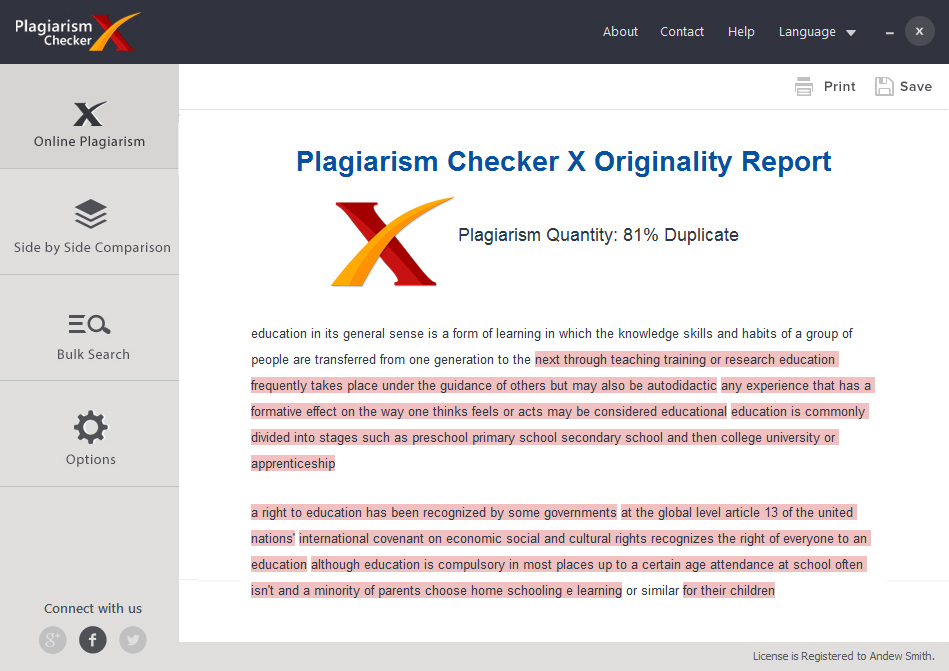 Plagiarism
Checker
About Contact Help Language
x
Print Save
Online Plagiarism
Side by Side Comparison
Bulk Search
Options
Connect with us
g+ f
Plagiarism Checker X Originality Report
Plagiarism Quantity: 81% Duplicate
education in its general sense is a form of learning in which the knowledge skills and habits of a group of
people are transferred from one generation to the next through teaching training or research education
frequently takes place under the guidance of others but may also be autodidactic any experience that has a
formative effect on the way one thinks feels or acts may be considered educational education is commonly
divided into stages such as preschool primary school secondary school and then college university or
apprenticeship
a right to education has been recognized by some governments at the global level article 13 of the united
nations' international covenant on economic social and cultural rights recognizes the right of everyone to an
education although education is compulsory in most places up to a certain age attendance at school often
isn't and a minority of parents choose home schooling e learning or similar for their children
License is Registered to Andew Smith.